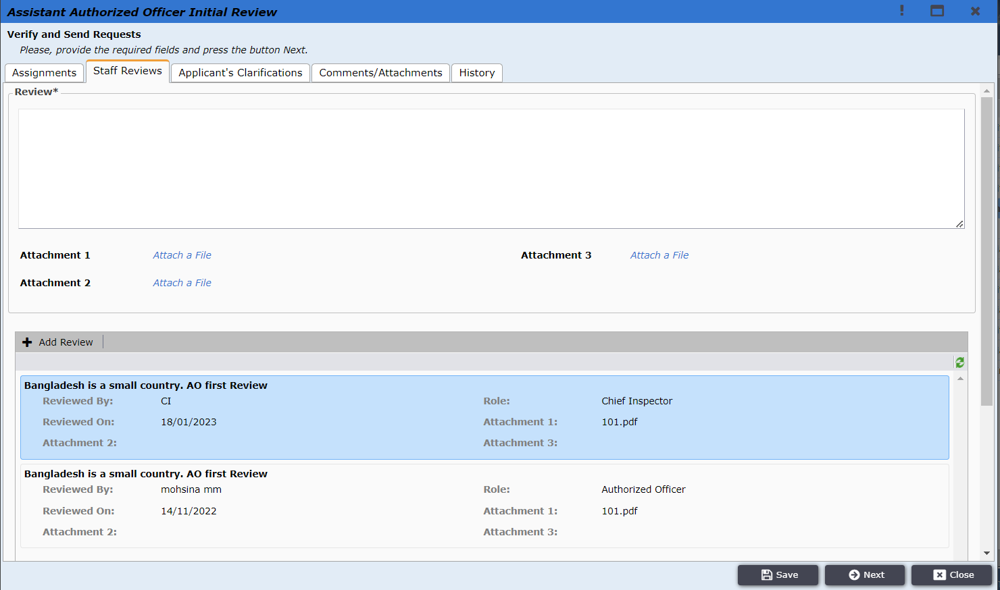 Assistant Authorized Officer Initial Review
Verify and Send Requests
Please, provide the required fields and press the button Next.
Assignments Staff Reviews Applicant's Clarifications Comments/Attachments History
Review*
Attachment 1 Attach a File Attachment 3 Attach a File
Attachment 2 Attach a File
Add Review
Bangladesh is a small country. AO first Review
Reviewed By: CI Role: Chief Inspector
Reviewed On: 18/01/2023 Attachment 1: 101.pdf
Attachment 2: Attachment 3:
Bangladesh is a small country. AO first Review
Reviewed By: mohsina mm Role: Authorized Officer
Reviewed On: 14/11/2022 Attachment 1: 101.pdf
Attachment 2: Attachment 3:
Save Next Close